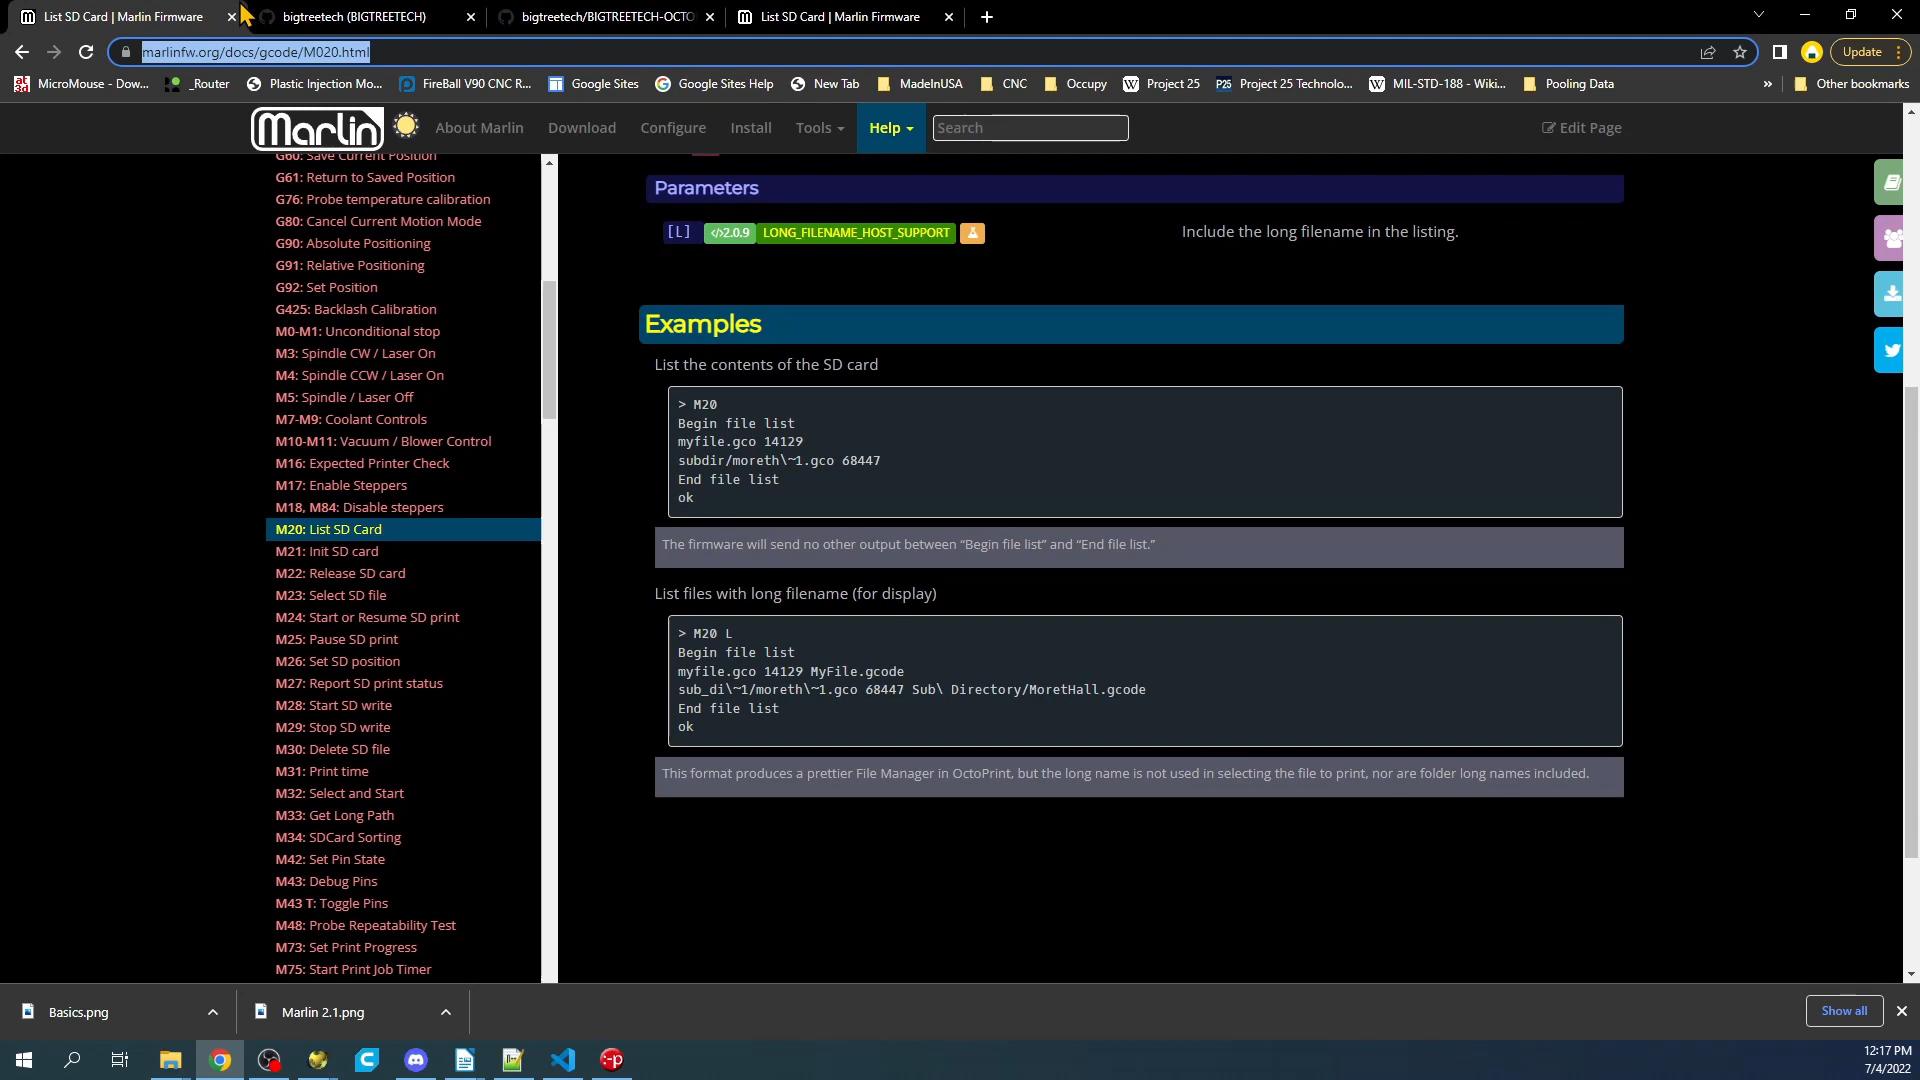 List SD Card | Marlin Firmware
bigtreetech (BIGTREETECH)
bigtreetech/BIGTREETECH-OCTO
List SD Card | Marlin Firmware
marlinfw.org/docs/gcode/M020.html
Update
MicroMouse - Dow...
_Router
Plastic Injection Mo...
FireBall V90 CNC R...
Google Sites
Google Sites Help
New Tab
MadeInUSA
CNC
Occupy
Project 25
P25
Project 25 Technolo...
MIL-STD-188 - Wiki...
Pooling Data
»
Other bookmarks
Marlin
About Marlin
Download
Configure
Install
Tools
Help
Search
Edit Page
G60: Save Current Position
G61: Return to Saved Position
G76: Probe temperature calibration
G80: Cancel Current Motion Mode
G90: Absolute Positioning
G91: Relative Positioning
G92: Set Position
G425: Backlash Calibration
M0-M1: Unconditional stop
M3: Spindle CW / Laser On
M4: Spindle CCW / Laser On
M5: Spindle / Laser Off
M7-M9: Coolant Controls
M10-M11: Vacuum / Blower Control
M16: Expected Printer Check
M17: Enable Steppers
M18, M84: Disable steppers
M20: List SD Card
M21: Init SD card
M22: Release SD card
M23: Select SD file
M24: Start or Resume SD print
M25: Pause SD print
M26: Set SD position
M27: Report SD print status
M28: Start SD write
M29: Stop SD write
M30: Delete SD file
M31: Print time
M32: Select and Start
M33: Get Long Path
M34: SDCard Sorting
M42: Set Pin State
M43: Debug Pins
M43 T: Toggle Pins
M48: Probe Repeatability Test
M73: Set Print Progress
M75: Start Print Job Timer
Parameters
[L] 2.0.9 LONG_FILENAME_HOST_SUPPORT
Include the long filename in the listing.
Examples
List the contents of the SD card
> M20
Begin file list
myfile.gco 14129
subdir/moreth\~1.gco 68447
End file list
ok
The firmware will send no other output between “Begin file list” and “End file list.”
List files with long filename (for display)
> M20 L
Begin file list
myfile.gco 14129 MyFile.gcode
sub_di\~1/moreth\~1.gco 68447 Sub\ Directory/MoretHall.gcode
End file list
ok
This format produces a prettier File Manager in OctoPrint, but the long name is not used in selecting the file to print, nor are folder long names included.
Basics.png
Marlin 2.1.png
Show all
12:17 PM
7/4/2022